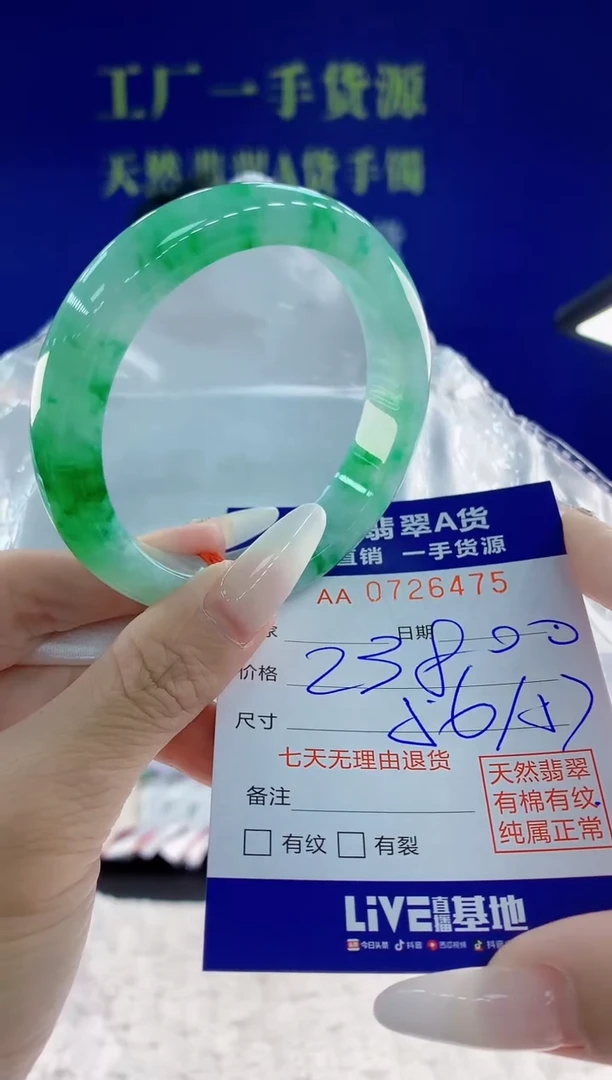 工厂一手货源
天然翡翠A货手镯
翡翠A货
直销 一手货源
AA 0726475
日期
价格 23800
尺寸 56/
七天无理由退货
天然翡翠
有棉有纹
纯属正常
备注
有纹 有裂
LiVE直播基地
今日头条 抖音 西瓜视频 抖音